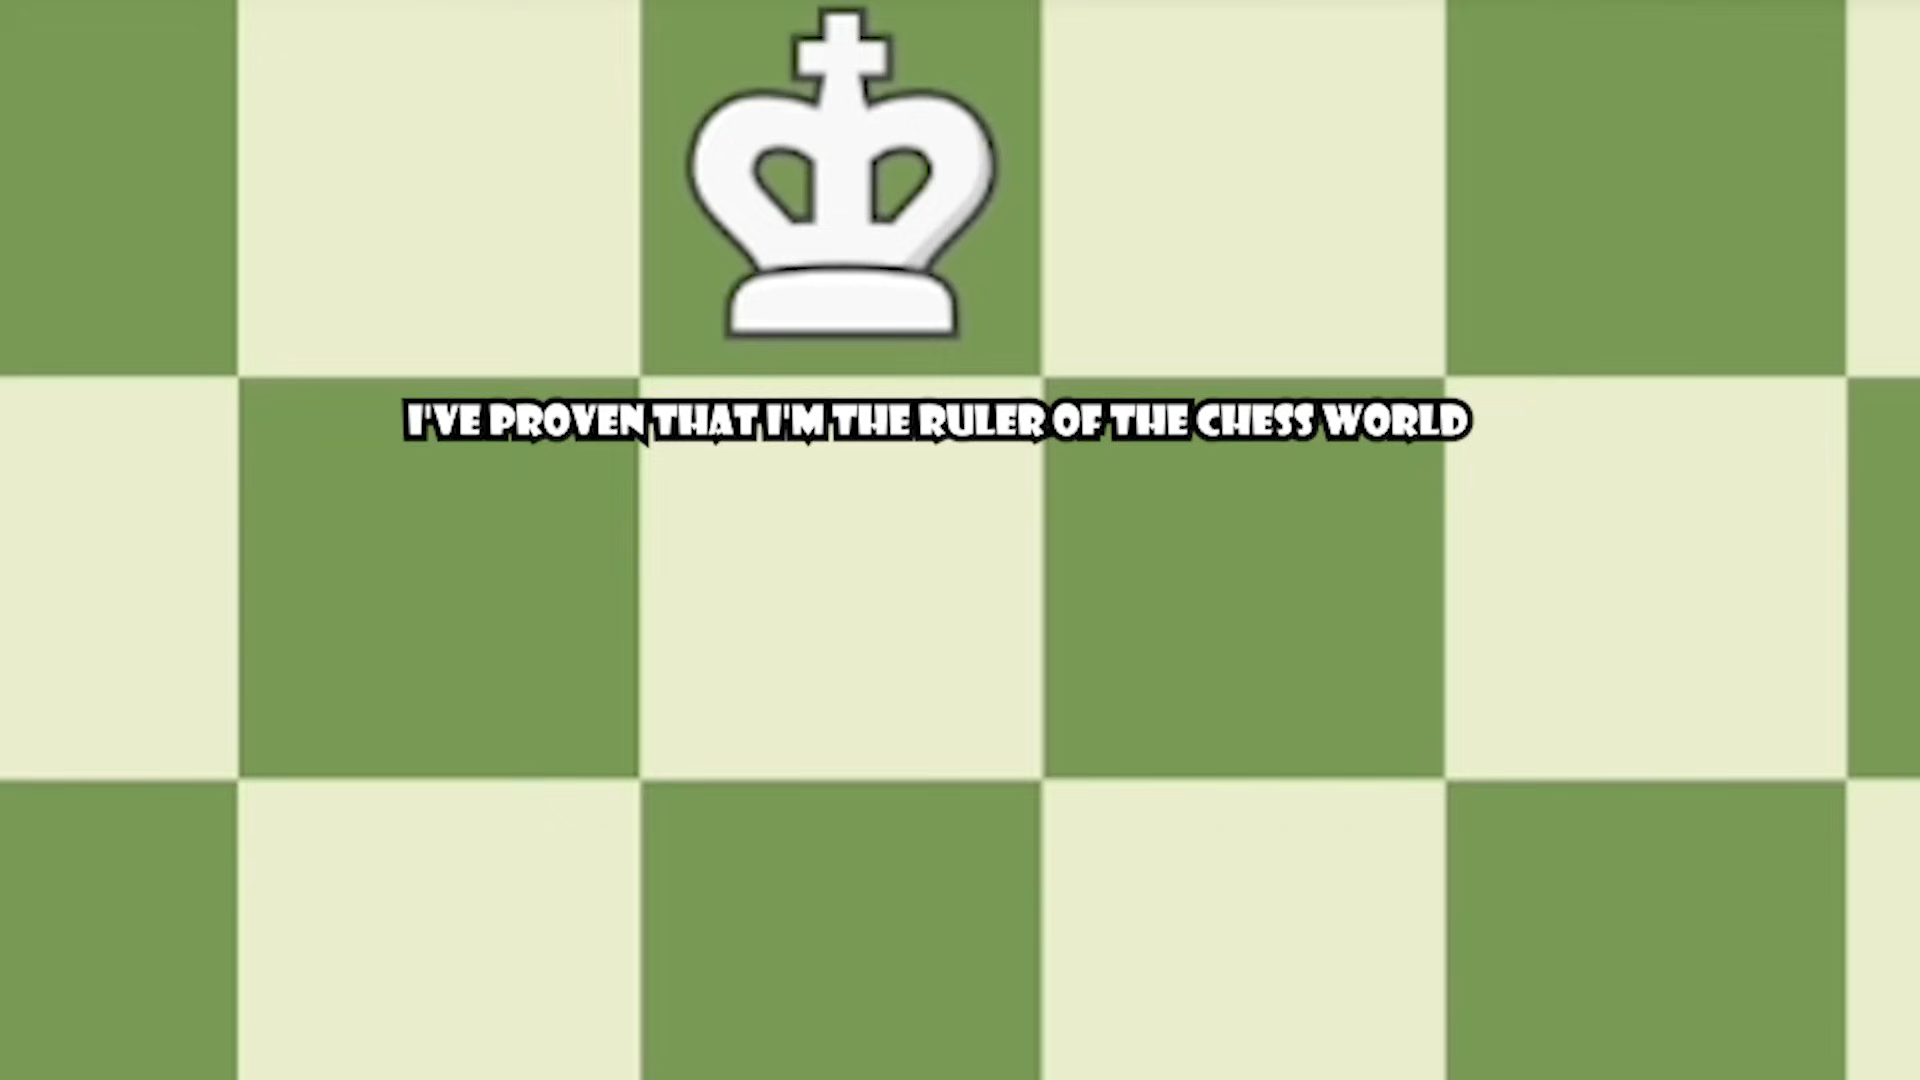 I'VE PROVEN THAT I'M THE RULER OF THE CHESS WORLD